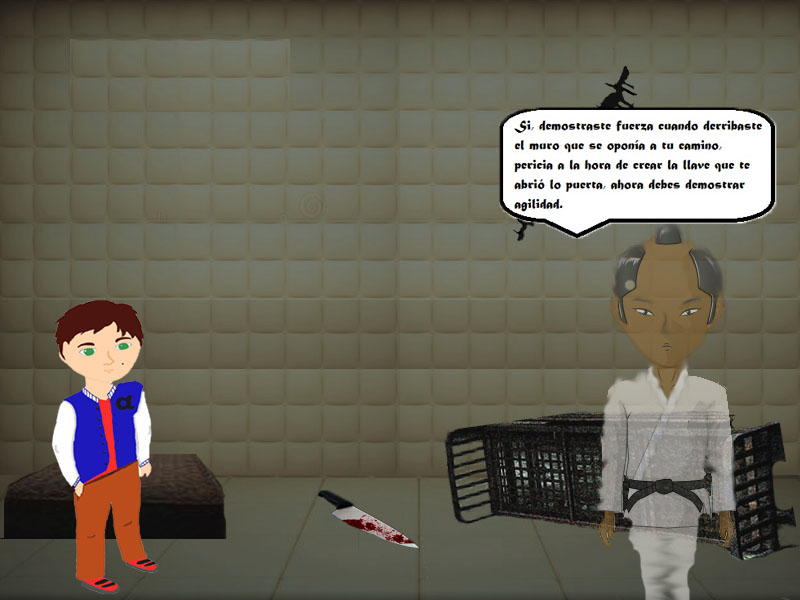 Si, demostraste fuerza cuando derribaste
el muro que se oponía a tu camino,
pericia a la hora de crear la llave que te
abrió lo puerta, ahora debes demostrar
agilidad.
α